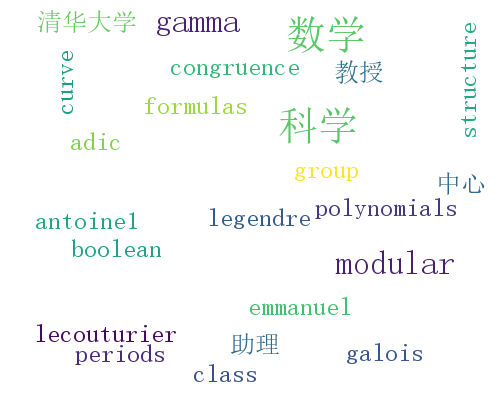 清华大学
gamma
数学
structure
curve
congruence
教授
formulas
科学
adic
group
中心
antoine1
legendre
polynomials
boolean
modular
emmanuel
lecouturier
助理
periods
galois
class